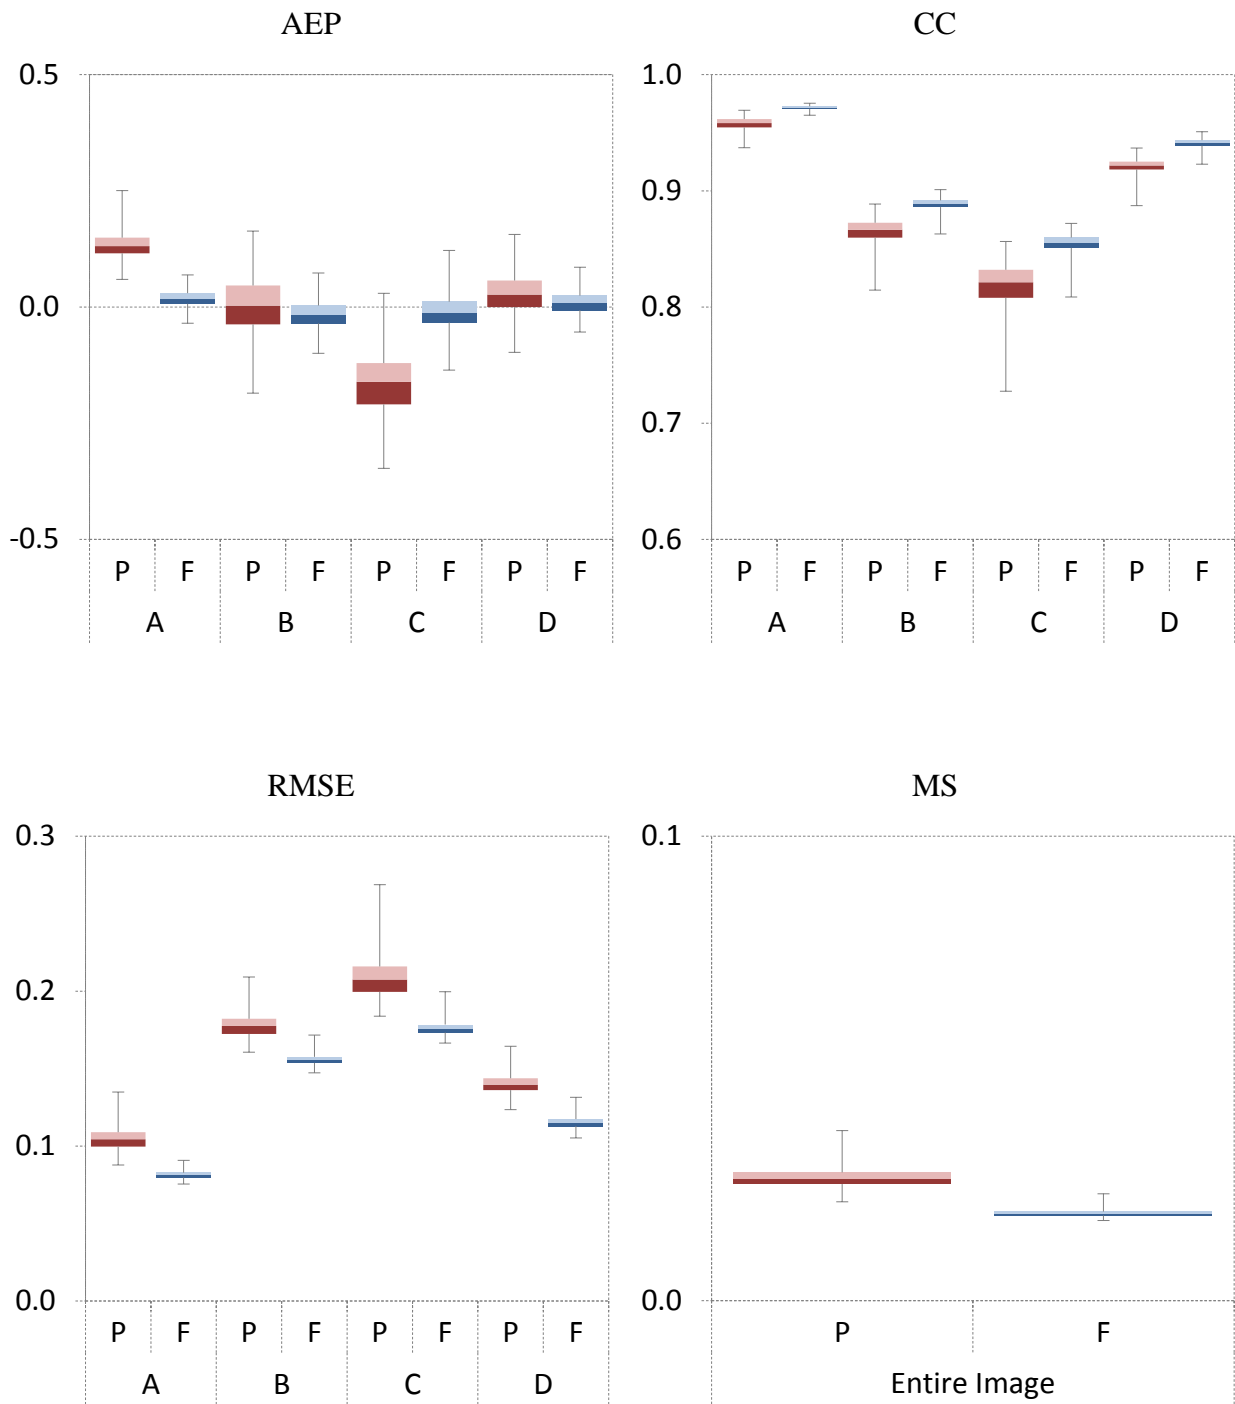 AEP
0.5
0.0
-0.5
P F P F P F P F
A B C D
CC
1.0
0.9
0.8
0.7
0.6
P F P F P F P F
A B C D
RMSE
0.3
0.2
0.1
0.0
P F P F P F P F
A B C D
MS
0.1
0.0
P F
Entire Image